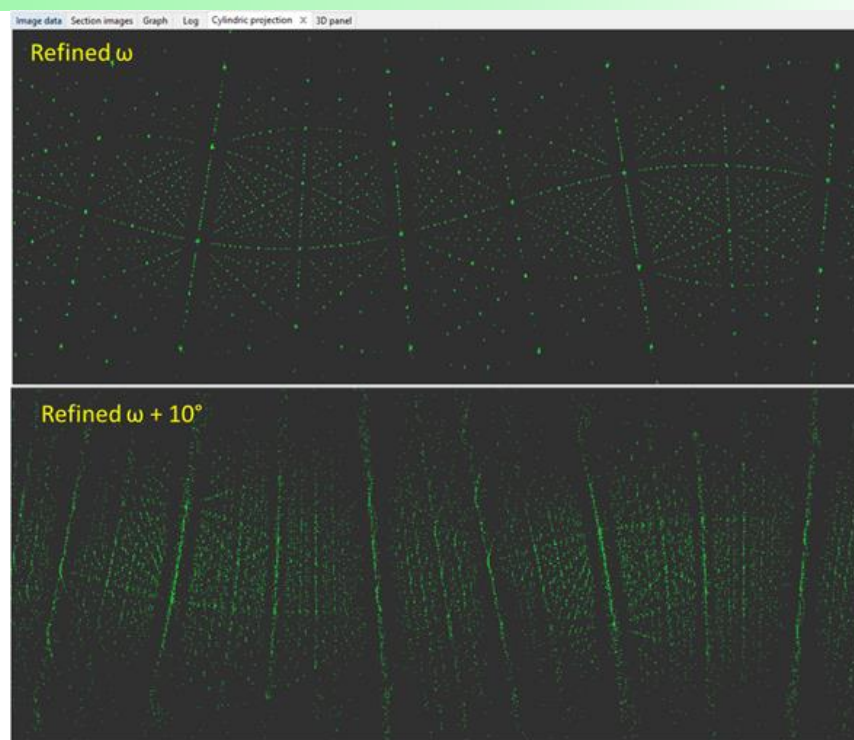 Image data Section images Graph Log Cylindric projection X 3D panel
Refined ω
Refined ω + 10°